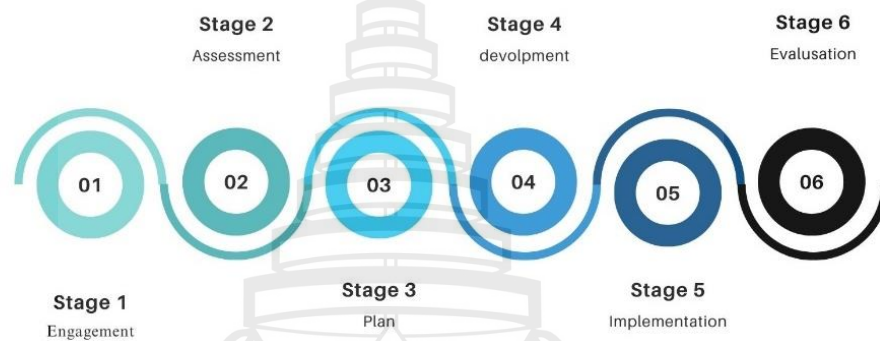 Stage 2
Assessment
Stage 4
devolpment
Stage 6
Evalusation
01
02
03
04
05
06
Stage 1
Engagement
Stage 3
Plan
Stage 5
Implementation